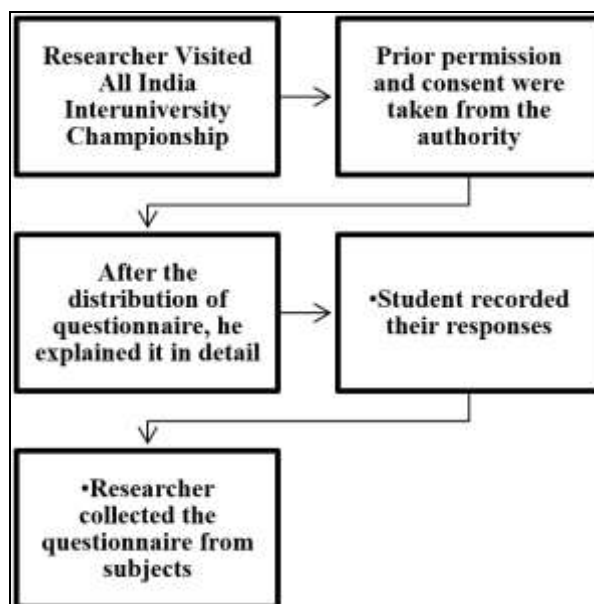 Researcher Visited
All India
Interuniversity
Championship
Prior permission
and consent were
taken from the
authority
After the
distribution of
questionnaire, he
explained it in detail
•Student recorded
their responses
•Researcher
collected the
questionnaire from
subjects